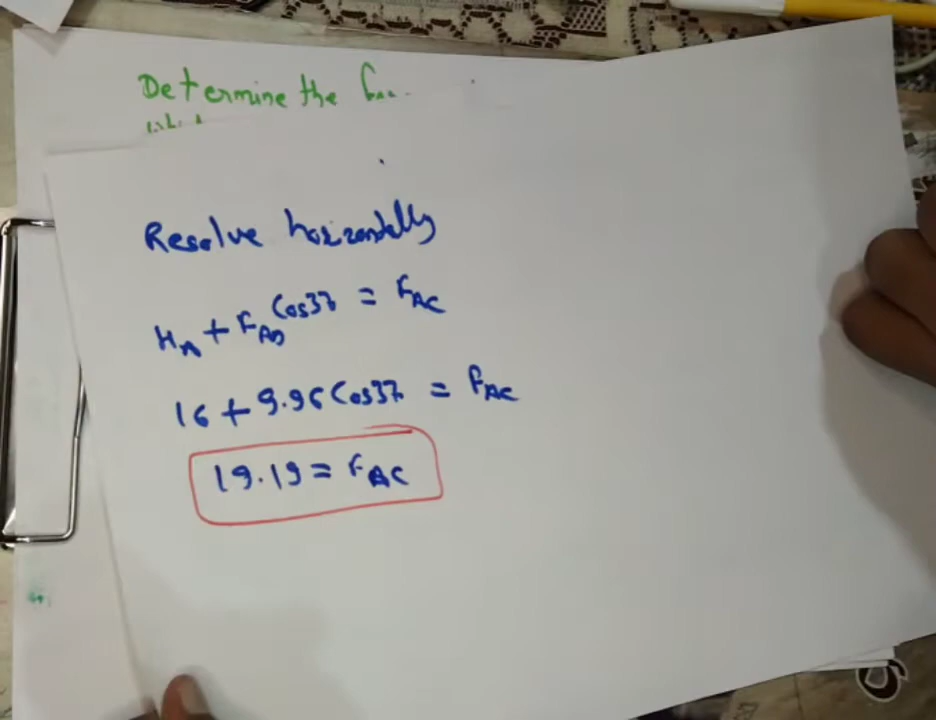 Determine the
Resolve horizontally
HA + FAD Cos37 = FAC
16 + 9.96 Cos37 = FAC
19.19 = FAC